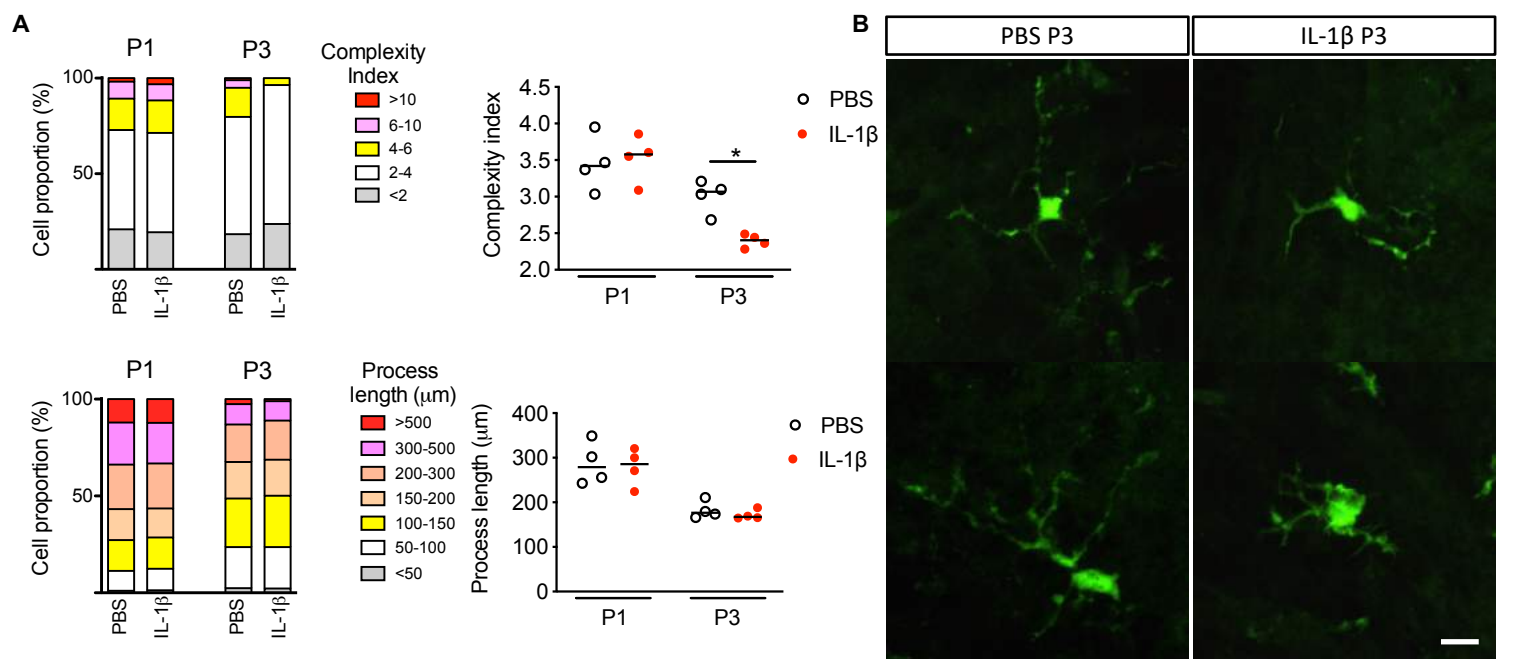 A
P1
P3
Complexity
Index
100
50
Cell proportion (%)
PBS
IL-1β
PBS
IL-1β
>10
6-10
4-6
2-4
<2
Complexity index
4.5
4.0
3.5
3.0
2.5
2.0
*
P1
P3
PBS
IL-1β
P1
P3
Process
length (μm)
100
50
Cell proportion (%)
PBS
IL-1β
PBS
IL-1β
>500
300-500
200-300
150-200
100-150
50-100
<50
Process length (μm)
400
300
200
100
0
P1
P3
PBS
IL-1β
B
PBS P3
IL-1β P3